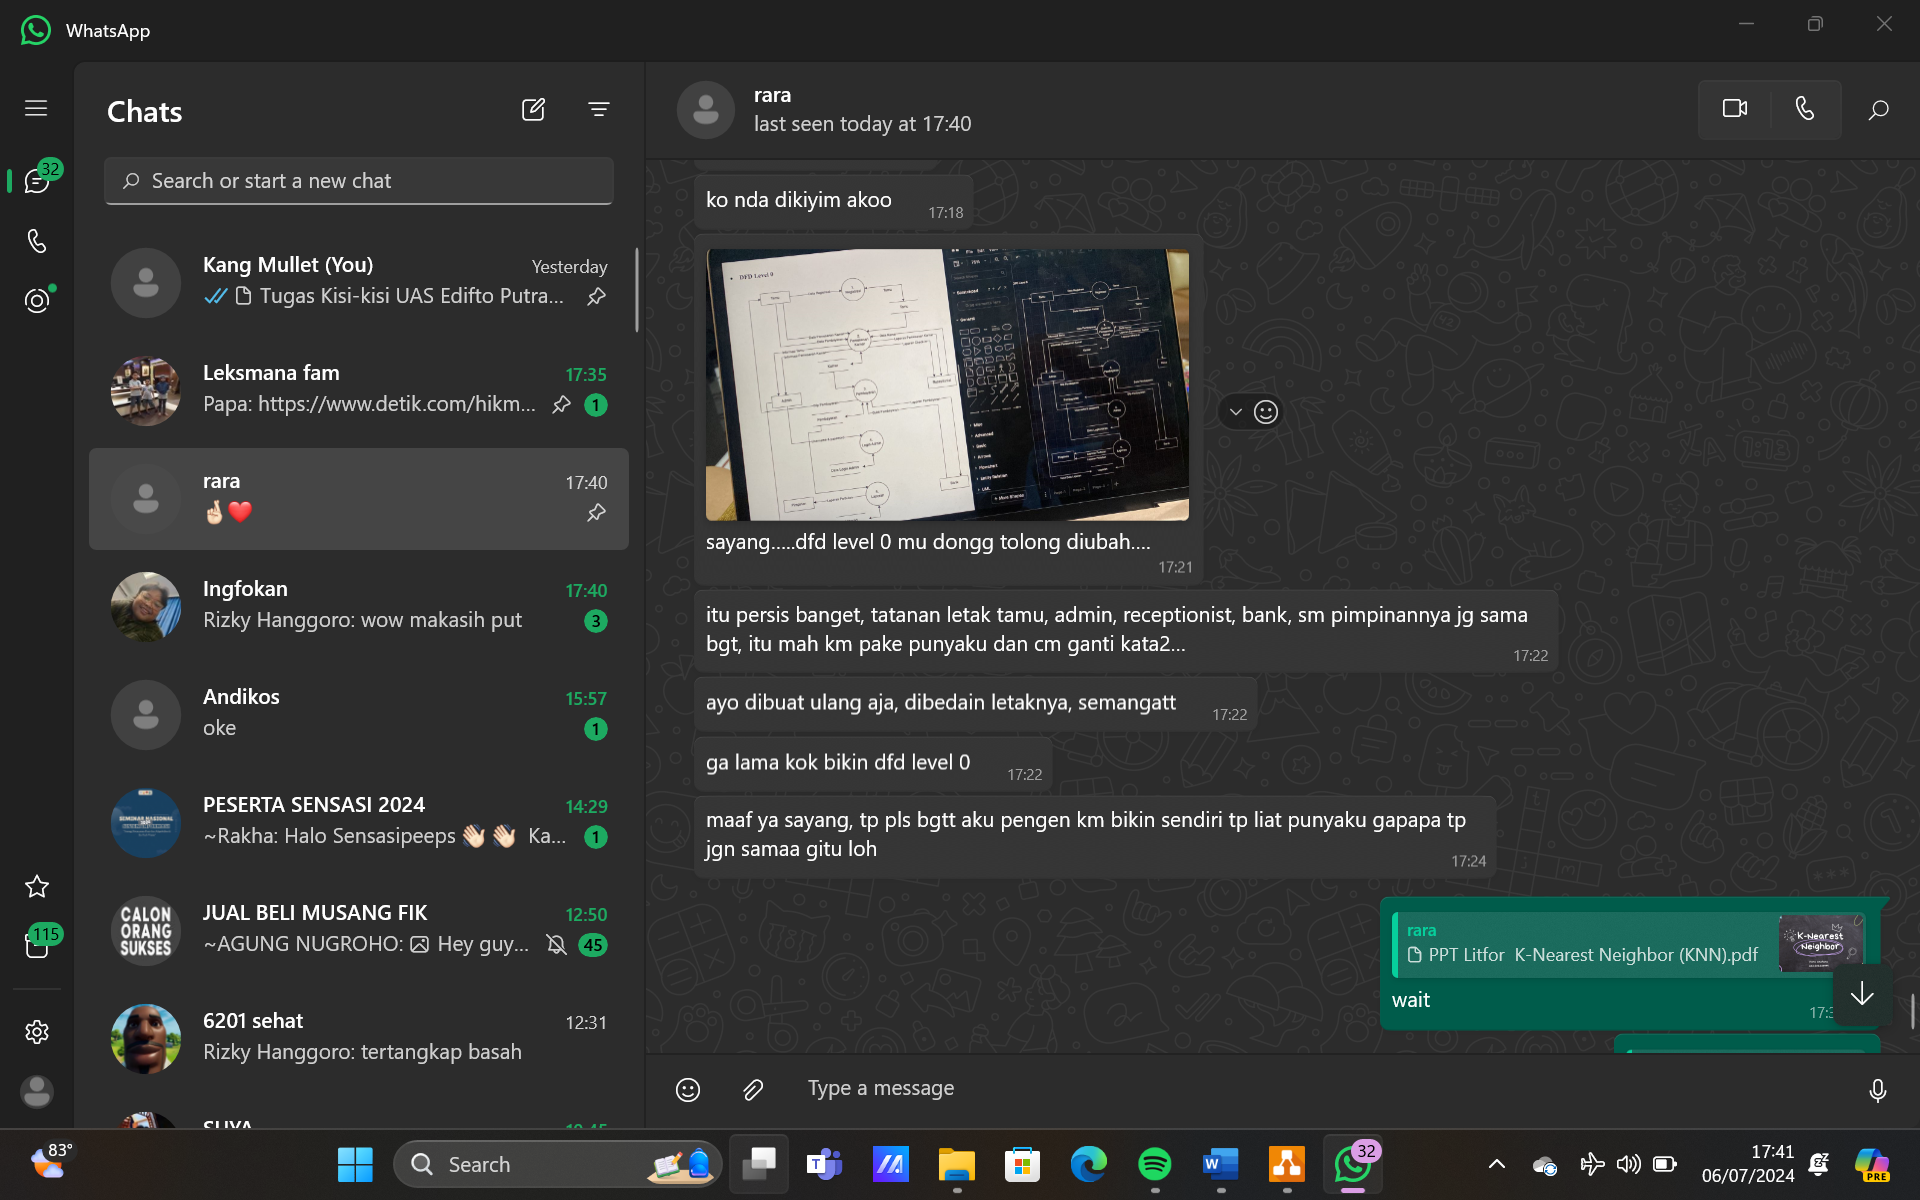 WhatsApp
32
115
Chats
Search or start a new chat
Kang Mullet (You)
Yesterday
Tugas Kisi-kisi UAS Edifto Putra...
Leksmana fam
17:35
Papa: https://www.detik.com/hikm...
1
rara
17:40
🤞🏻❤️
Ingfokan
17:40
Rizky Hanggoro: wow makasih put
3
Andikos
15:57
oke
1
PESERTA SENSASI 2024
14:29
~Rakha: Halo Sensasipeeps 👋🏻 👋🏻 Ka...
1
CALON
ORANG
SUKSES
JUAL BELI MUSANG FIK
12:50
~AGUNG NUGROHO: Hey guy...
45
6201 sehat
12:31
Rizky Hanggoro: tertangkap basah
rara
last seen today at 17:40
ko nda dikiyim akoo
17:18
DFD Level 0
sayang.....dfd level 0 mu dongg tolong diubah....
17:21
itu persis banget, tatanan letak tamu, admin, receptionist, bank, sm pimpinannya jg sama
bgt, itu mah km pake punyaku dan cm ganti kata2...
17:22
ayo dibuat ulang aja, dibedain letaknya, semangatt
17:22
ga lama kok bikin dfd level 0
17:22
maaf ya sayang, tp pls bgtt aku pengen km bikin sendiri tp liat punyaku gapapa tp
jgn samaa gitu loh
17:24
rara
PPT Litfor K-Nearest Neighbor (KNN).pdf
K-Nearest
Neighbor
wait
Type a message
83°
Search
32
17:41
06/07/2024
PRE